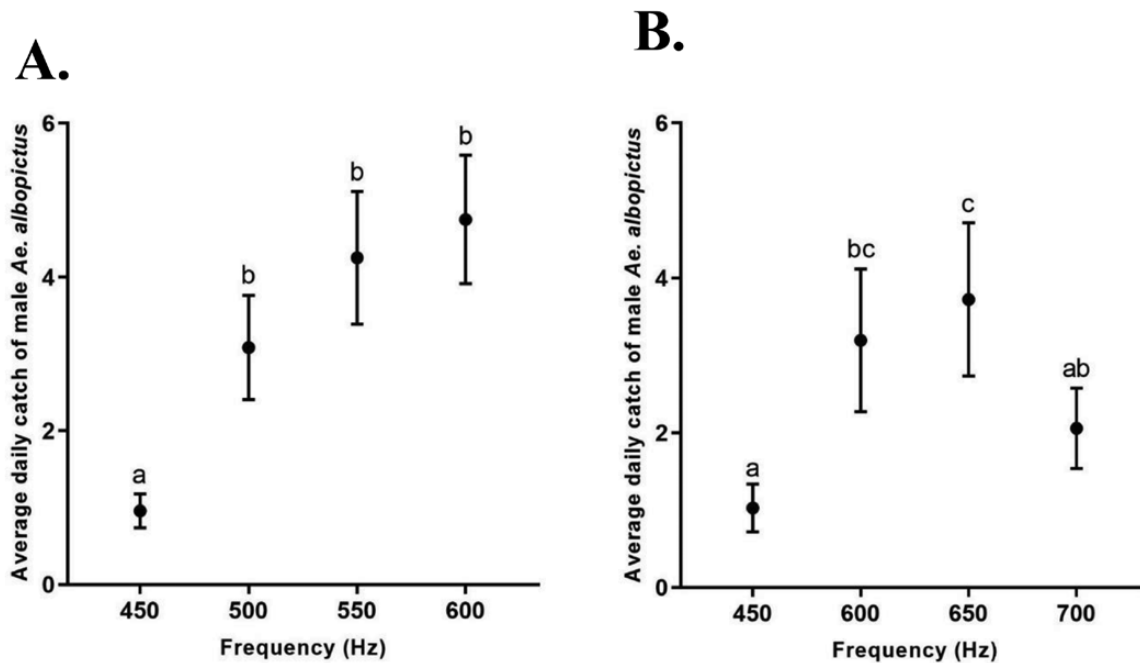 A.
Average daily catch of male Ae. albopictus
6
4
2
0
a
b
b
b
450 500 550 600
Frequency (Hz)
B.
Average daily catch of male Ae. albopictus
6
4
2
0
a
bc
c
ab
450 600 650 700
Frequency (Hz)